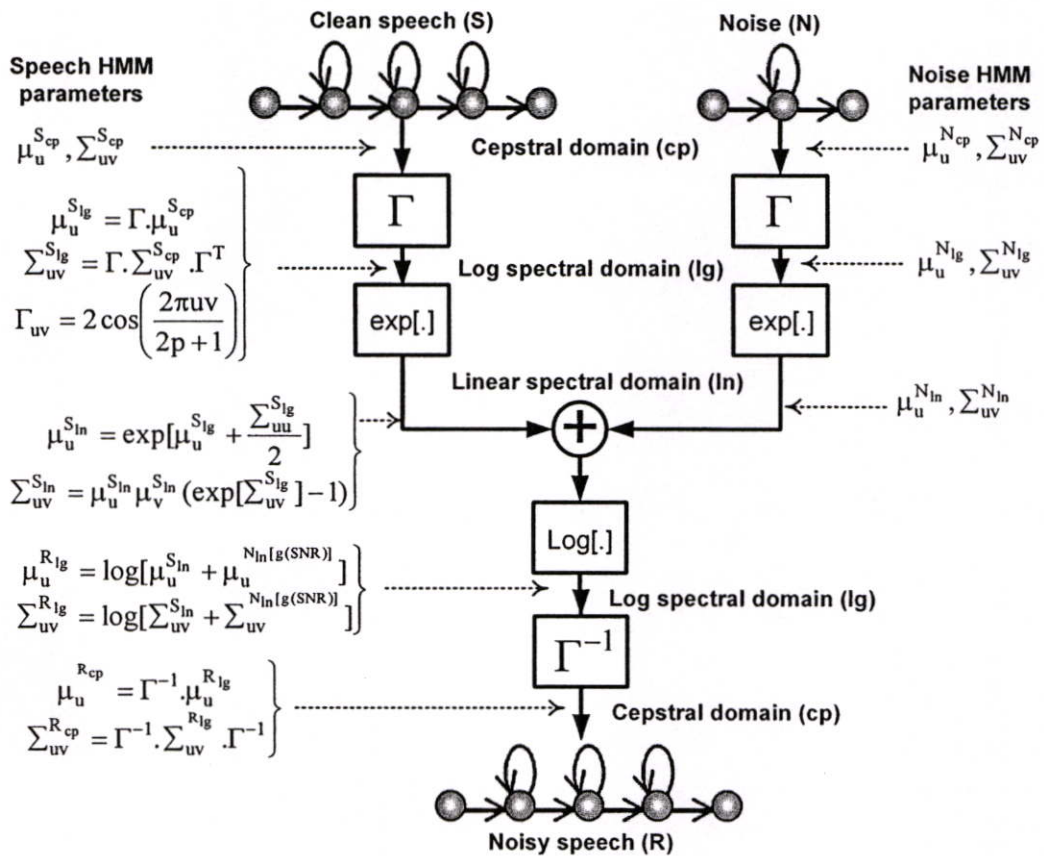 Clean speech (S)
Noise (N)
Speech HMM
parameters
Noise HMM
parameters
μ_u^{S_cp}, Σ_uv^{S_cp}
Cepstral domain (cp)
μ_u^{N_cp}, Σ_uv^{N_cp}
Γ
Γ
μ_u^{S_lg} = Γ.μ_u^{S_cp}
Σ_uv^{S_lg} = Γ.Σ_uv^{S_cp}.Γ^T
Γ_uv = 2 cos(2πuv / 2p + 1)
Log spectral domain (lg)
μ_u^{N_lg}, Σ_uv^{N_lg}
exp[.]
exp[.]
Linear spectral domain (ln)
μ_u^{N_ln}, Σ_uv^{N_ln}
μ_u^{S_ln} = exp[μ_u^{S_lg} + Σ_uu^{S_lg} / 2]
Σ_uv^{S_ln} = μ_u^{S_ln} μ_v^{S_ln} (exp[Σ_uv^{S_lg}] − 1)
+
Log[.]
μ_u^{R_lg} = log[μ_u^{S_ln} + μ_u^{N_ln[g(SNR)]}]
Σ_uv^{R_lg} = log[Σ_uv^{S_ln} + Σ_uv^{N_ln[g(SNR)]}]
Log spectral domain (lg)
Γ^{-1}
μ_u^{R_cp} = Γ^{-1}.μ_u^{R_lg}
Σ_uv^{R_cp} = Γ^{-1}.Σ_uv^{R_lg}.Γ^{-1}
Cepstral domain (cp)
Noisy speech (R)